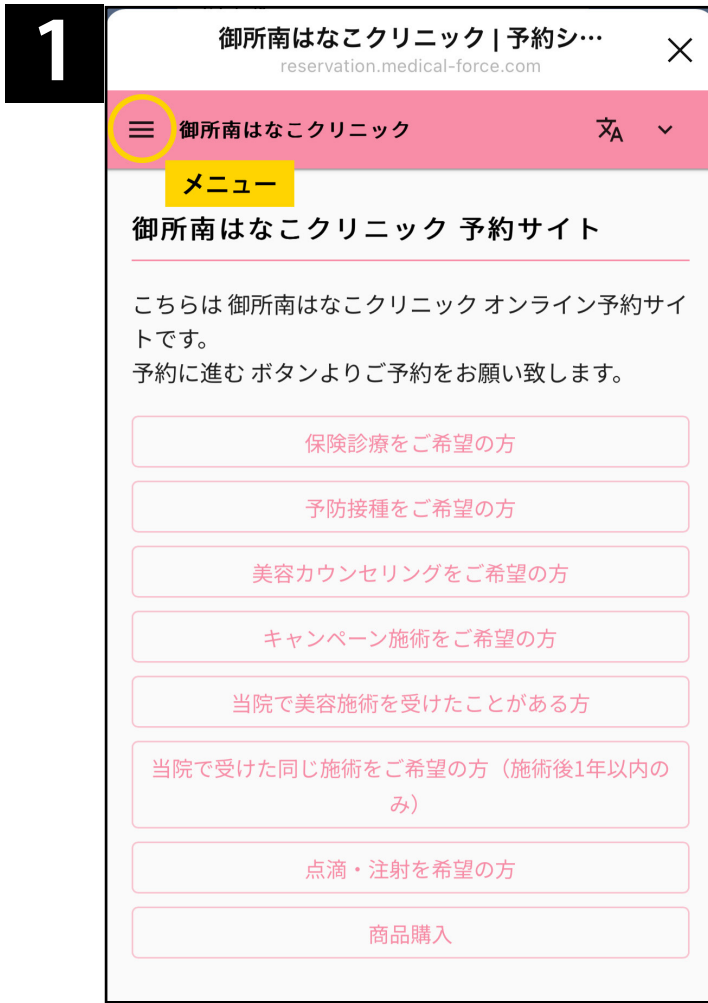 1
御所南はなこクリニック | 予約シ…
reservation.medical-force.com
御所南はなこクリニック
メニュー
御所南はなこクリニック 予約サイト
こちらは 御所南はなこクリニック オンライン予約サイ
トです。
予約に進む ボタンよりご予約をお願い致します。
保険診療をご希望の方
予防接種をご希望の方
美容カウンセリングをご希望の方
キャンペーン施術をご希望の方
当院で美容施術を受けたことがある方
当院で受けた同じ施術をご希望の方（施術後1年以内の
み）
点滴・注射を希望の方
商品購入